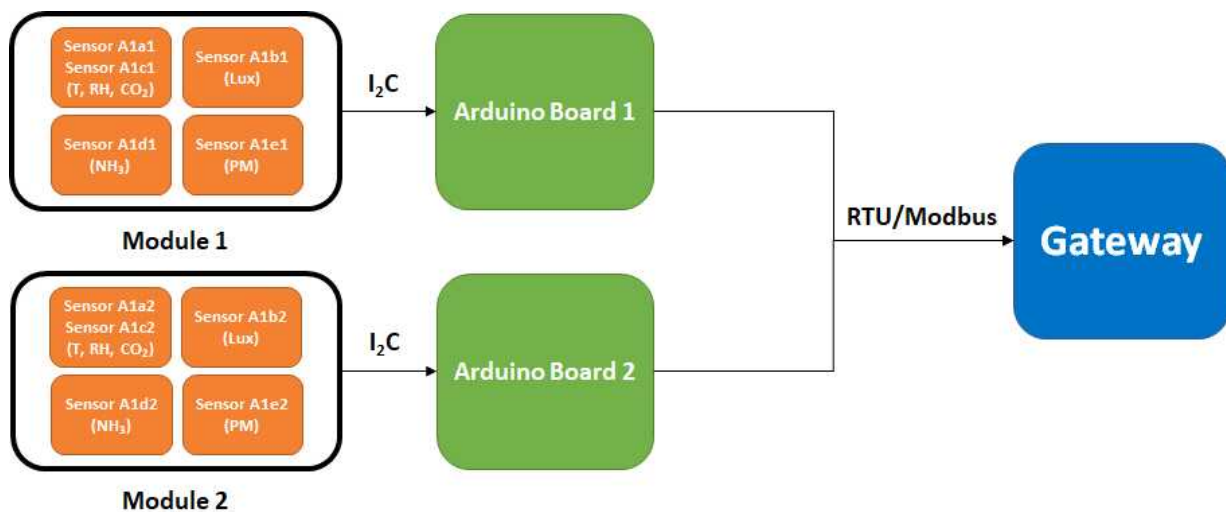 Sensor A1a1
Sensor A1c1
(T, RH, CO₂)
Sensor A1b1
(Lux)
Sensor A1d1
(NH₃)
Sensor A1e1
(PM)
Module 1
I₂C
Arduino Board 1
Sensor A1a2
Sensor A1c2
(T, RH, CO₂)
Sensor A1b2
(Lux)
Sensor A1d2
(NH₃)
Sensor A1e2
(PM)
Module 2
I₂C
Arduino Board 2
RTU/Modbus
Gateway